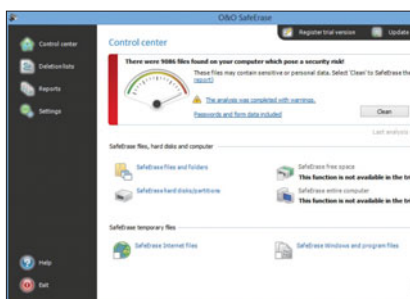 O&O SafeErase
Register trial version
Update
Control center
Deletion lists
Reports
Settings
Help
Exit
Control center
There were 9086 files found on your computer which pose a security risk!
These files may contain sensitive or personal data. Select 'Clean' to SafeErase the
report)
The analysis was completed with warnings.
Passwords and form data included
Clean
Last analysis
SafeErase files, hard disks and computer
SafeErase files and folders
SafeErase free space
This function is not available in the tri
SafeErase hard disks/partitions
SafeErase entire computer
This function is not available in the tri
SafeErase temporary files
SafeErase Internet files
SafeErase Windows and program files